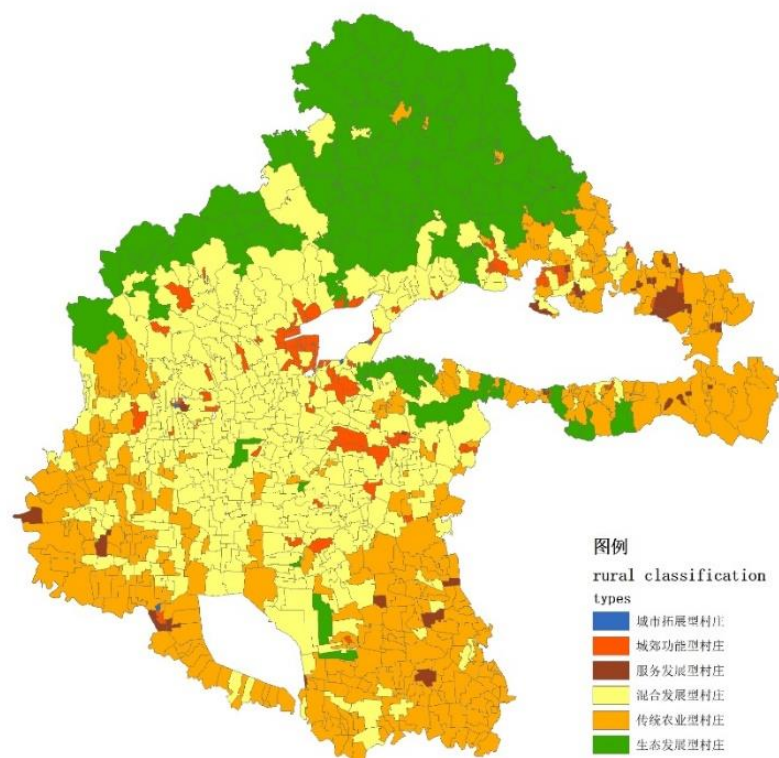 图例
rural classification
types
城市拓展型村庄
城郊功能型村庄
服务发展型村庄
混合发展型村庄
传统农业型村庄
生态发展型村庄